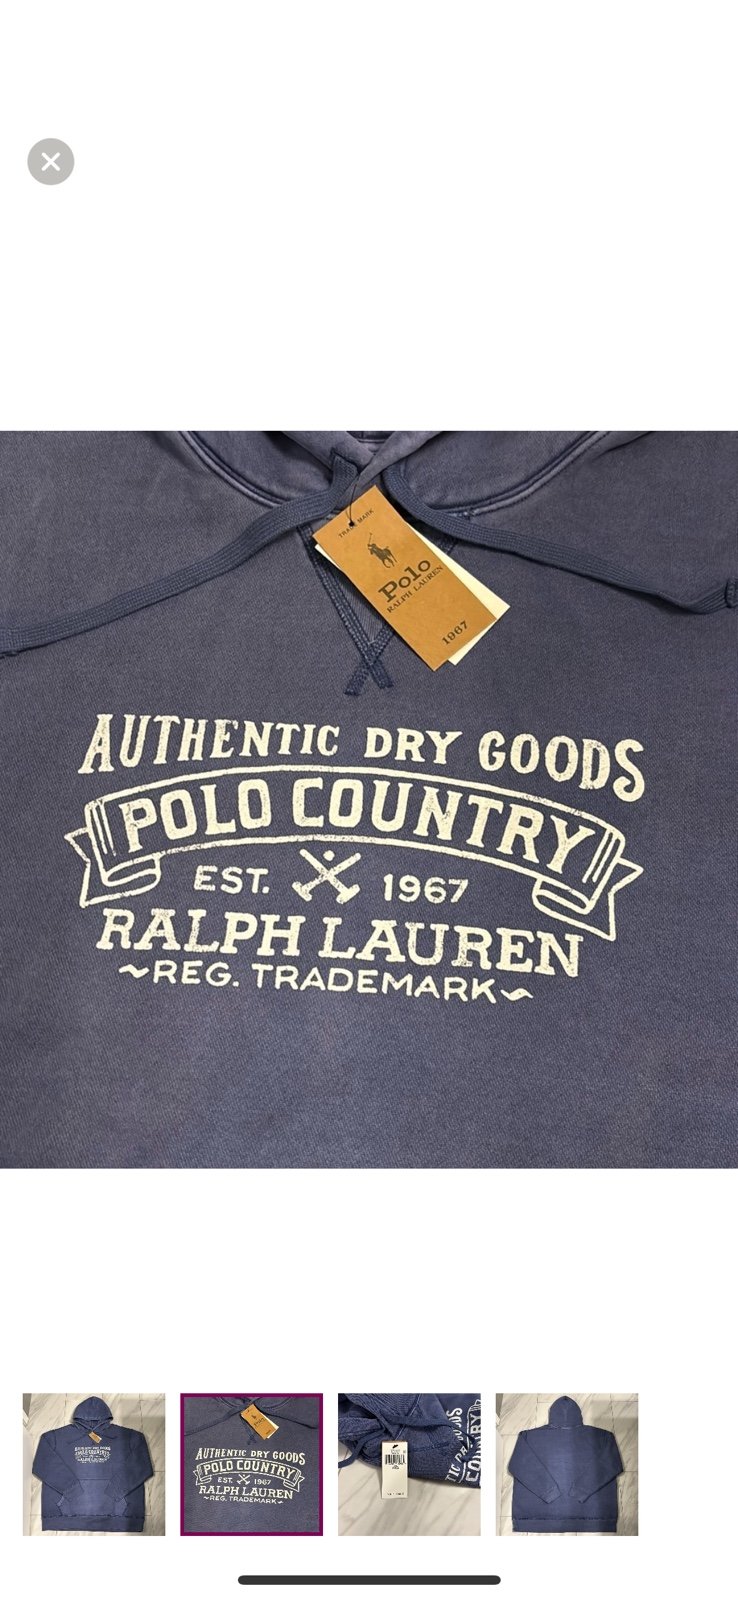 TRADE MARK
Polo
RALPH LAUREN
1967
AUTHENTIC DRY GOODS
POLO COUNTRY
EST. 1967
RALPH LAUREN
~REG. TRADEMARK~
AUTHENTIC DRY GOODS
POLO COUNTRY
EST. 1967
RALPH LAUREN
~REG. TRADEMARK~